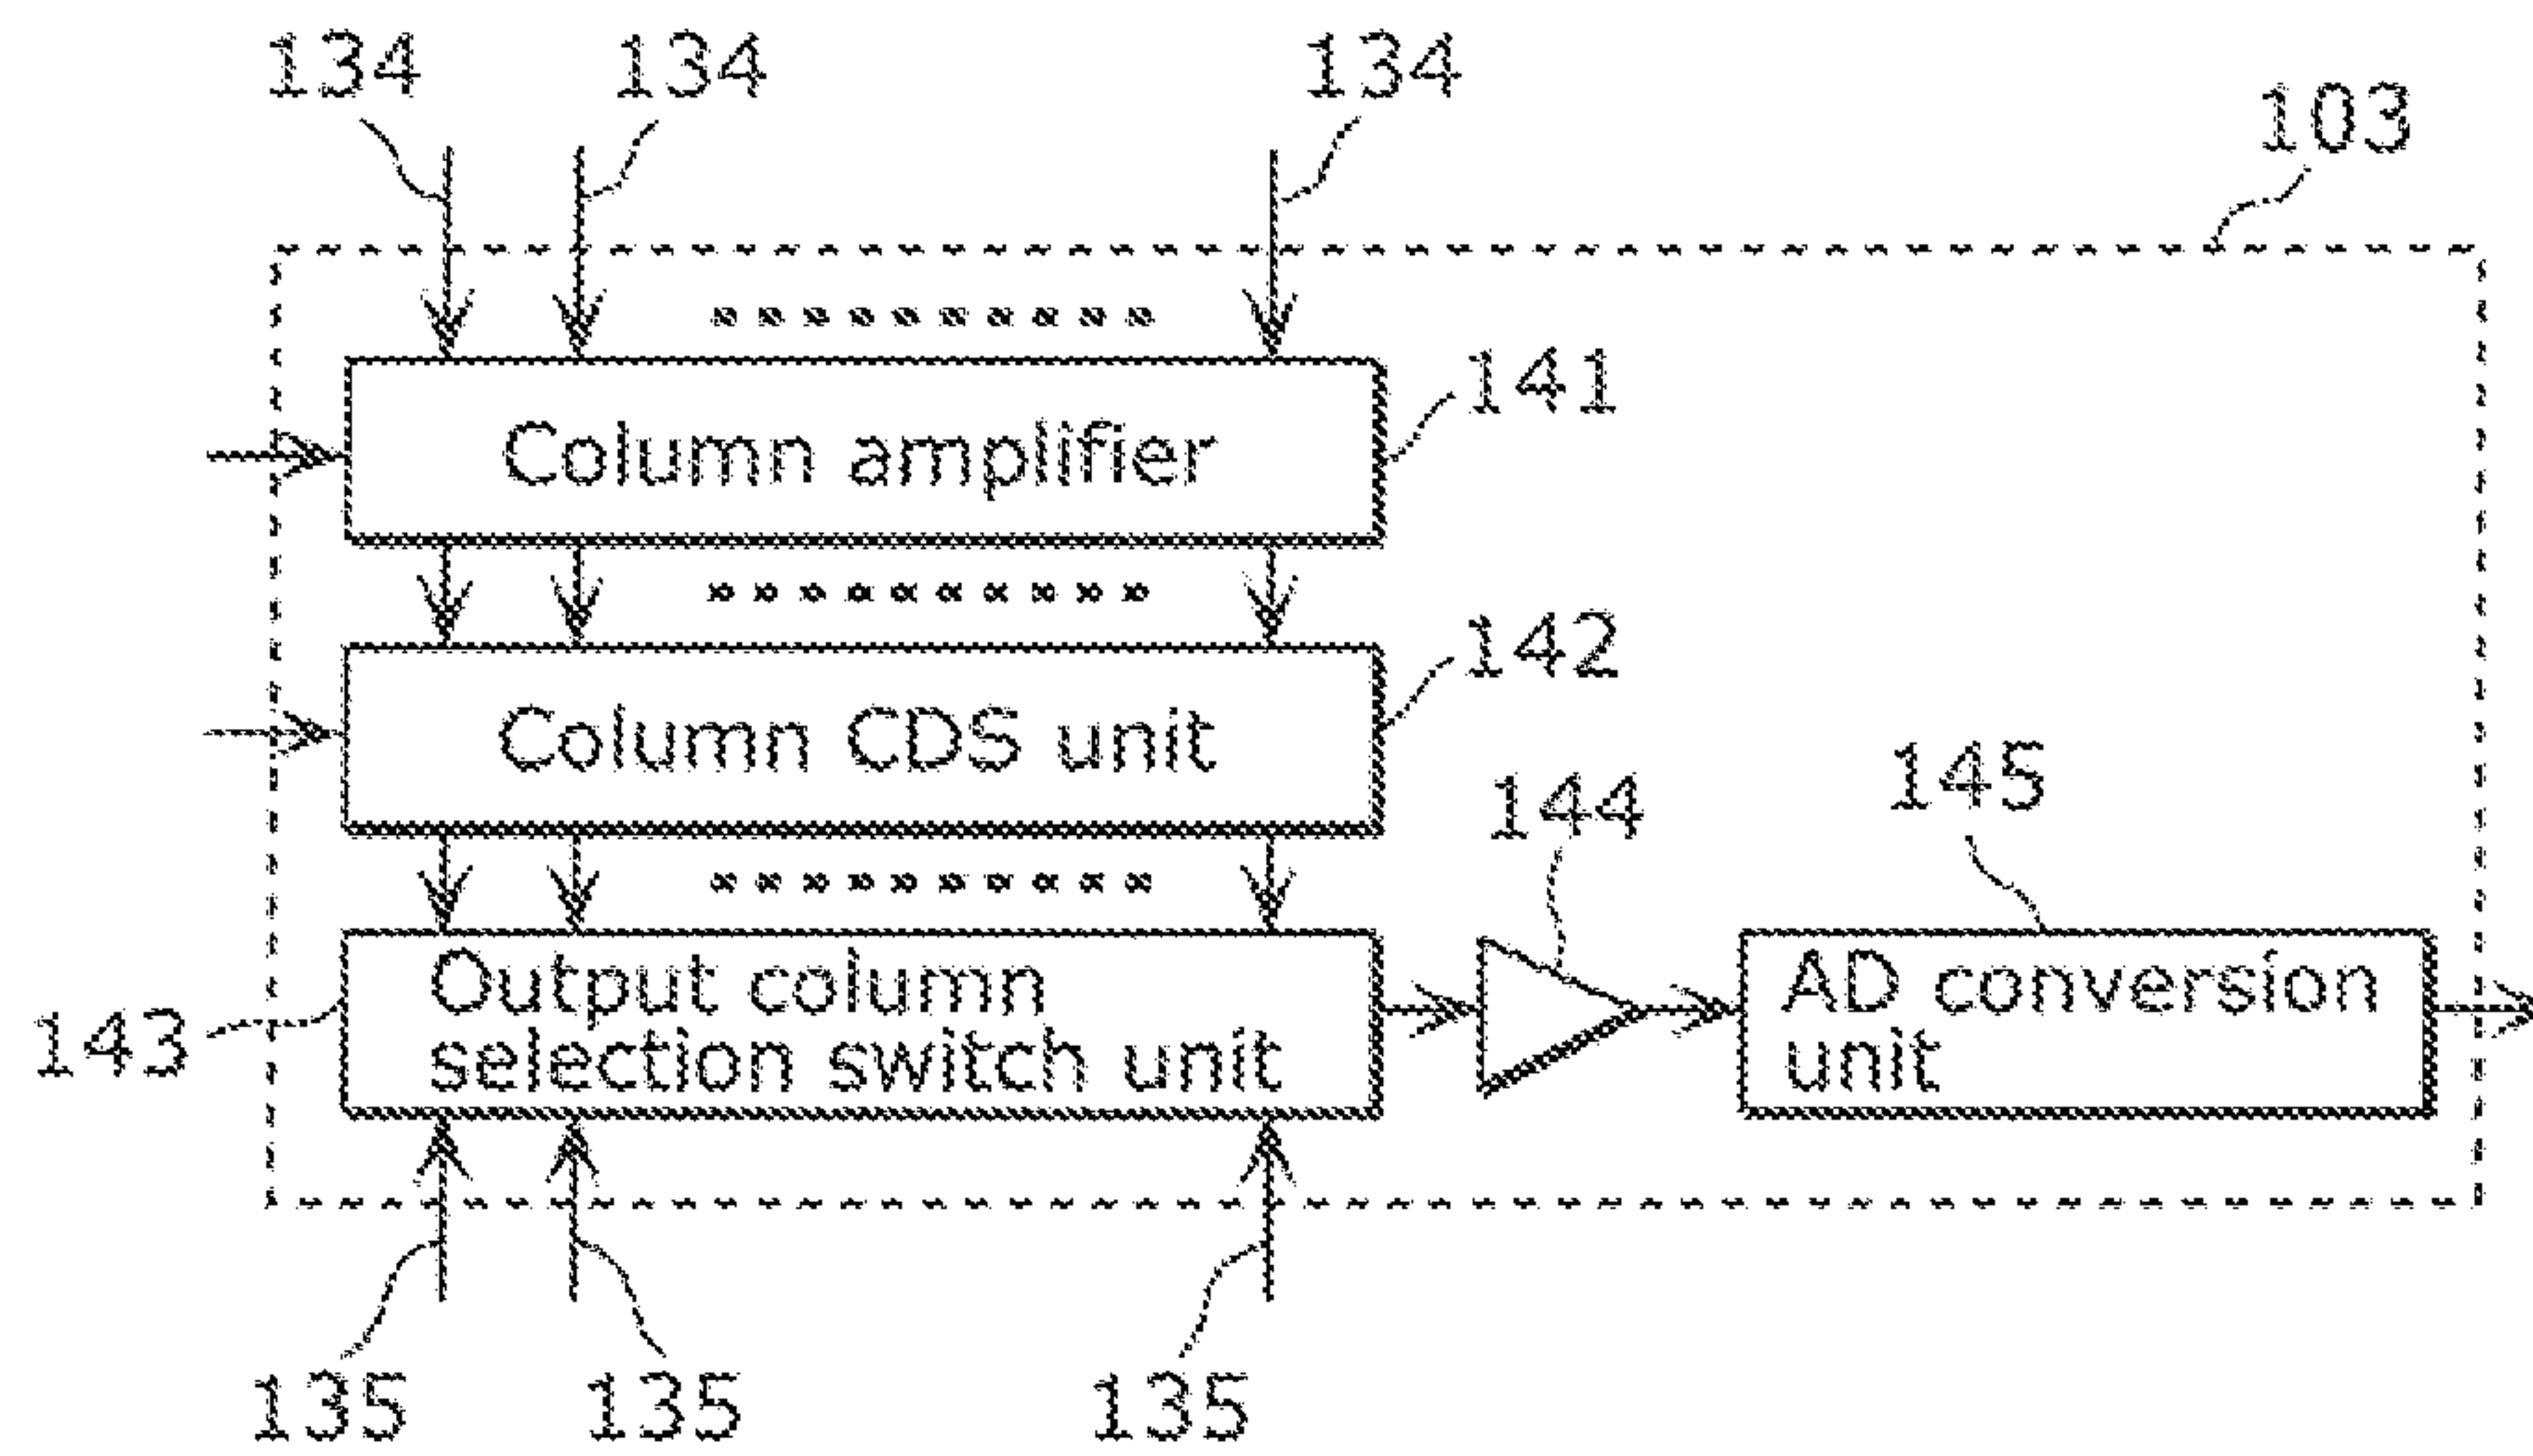 134 134 134
103
141
Column amplifier
142
Column CDS unit
144
145
143
Output column
selection switch unit
AD conversion
unit
135 135 135